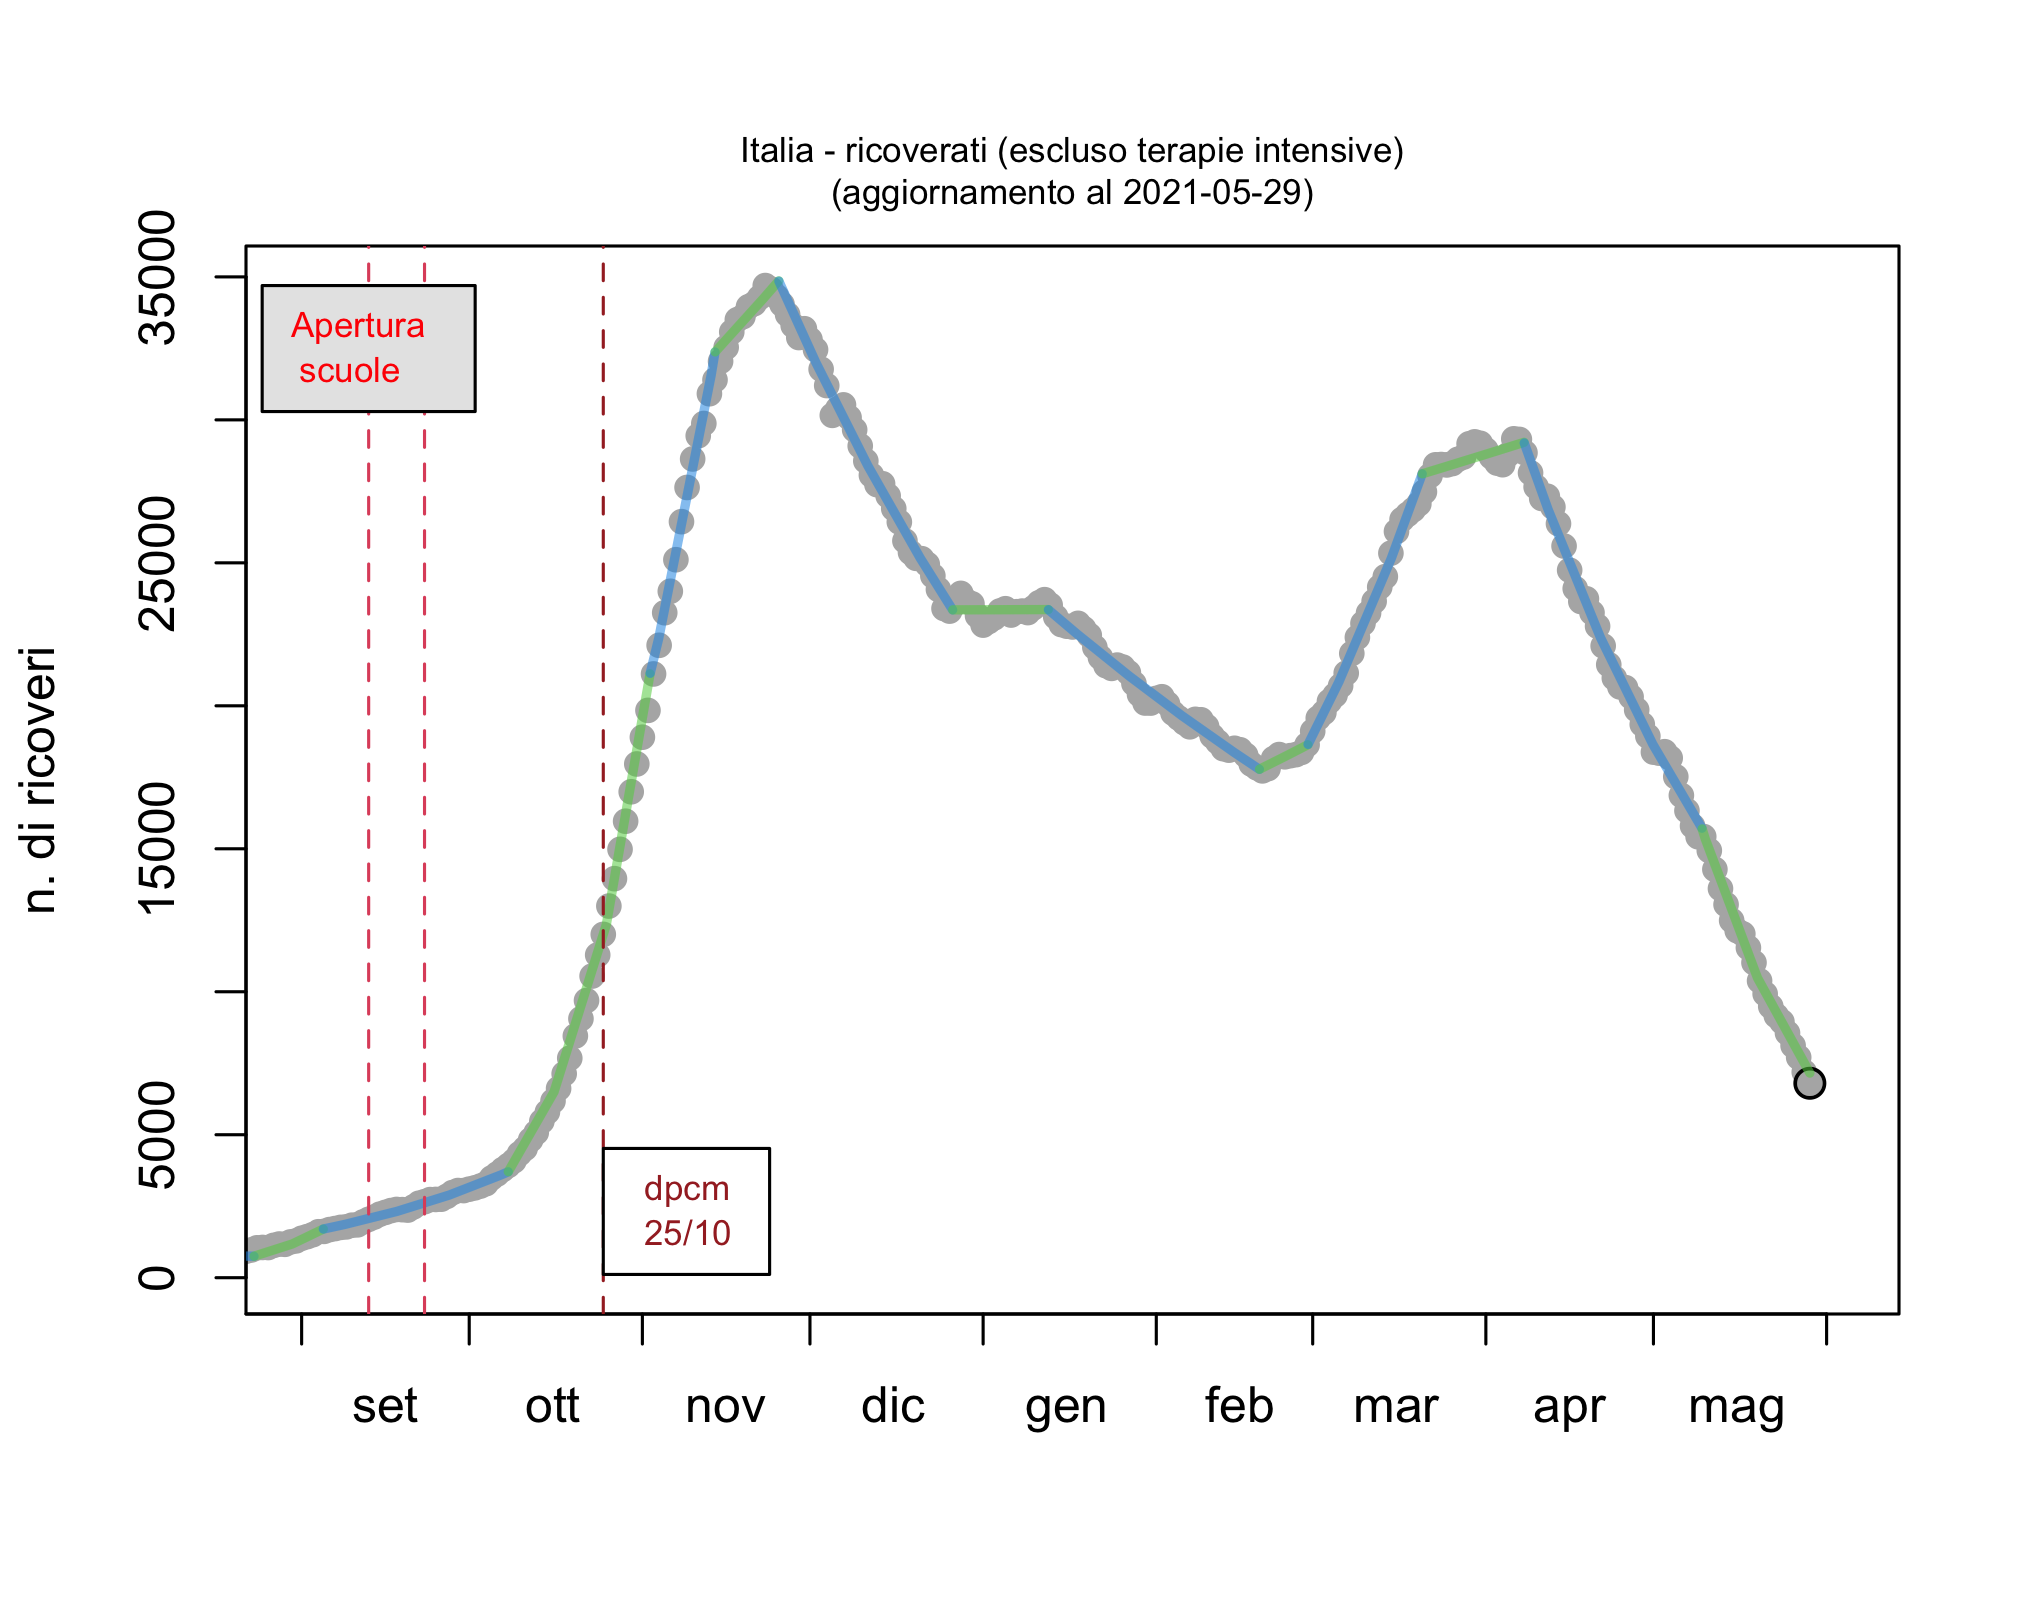 Italia - ricoverati (escluso terapie intensive)
(aggiornamento al 2021-05-29)
n. di ricoveri
35000
25000
15000
5000
0
Apertura
scuole
dpcm
25/10
set ott nov dic gen feb mar apr mag